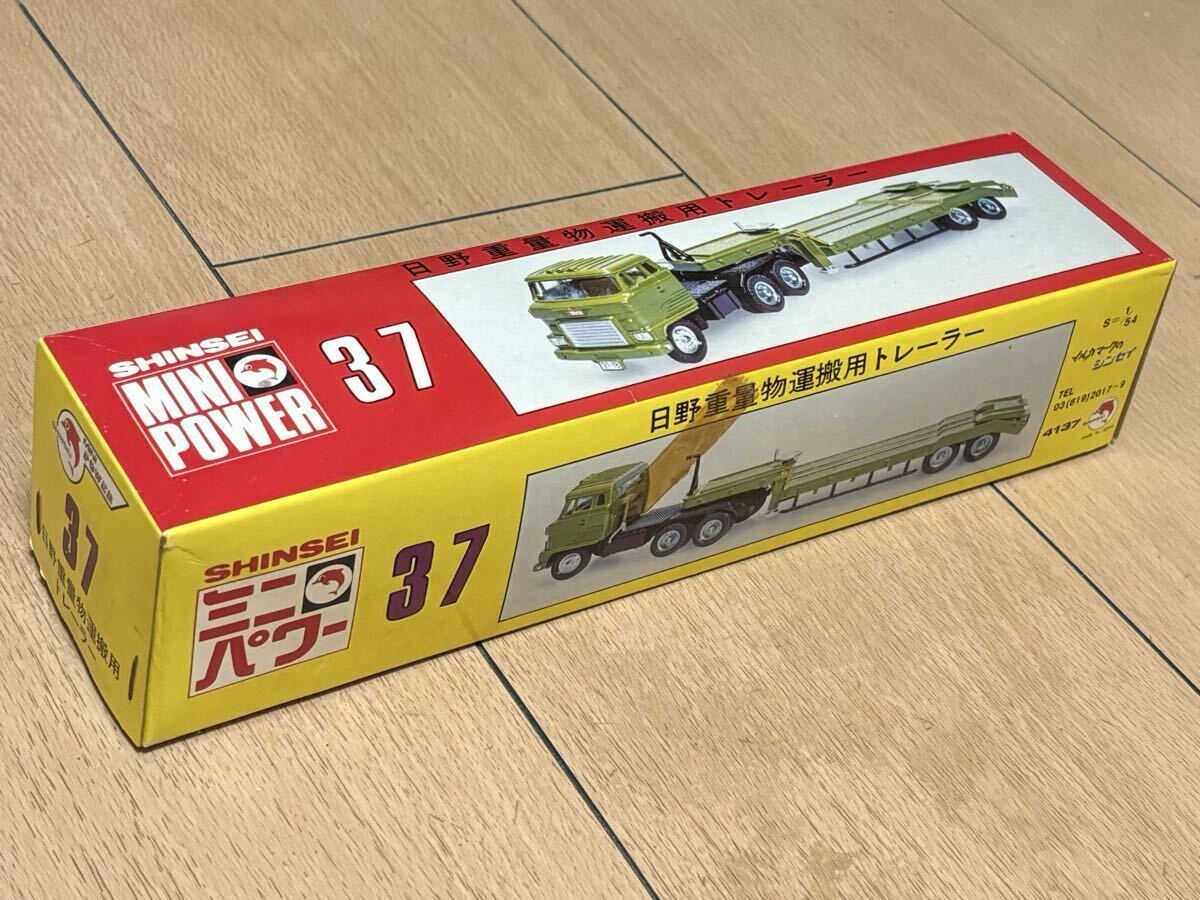 日野重量物運搬用トレーラー
SHINSEI
MINI
POWER
37
日野重量物運搬用トレーラー
SHINSEI
ミニ
パワー
37
S=1/54
イルカマークの
シンセイ
TEL
03(619)2017-9
4137
37
日野重量物運搬用
トレーラー